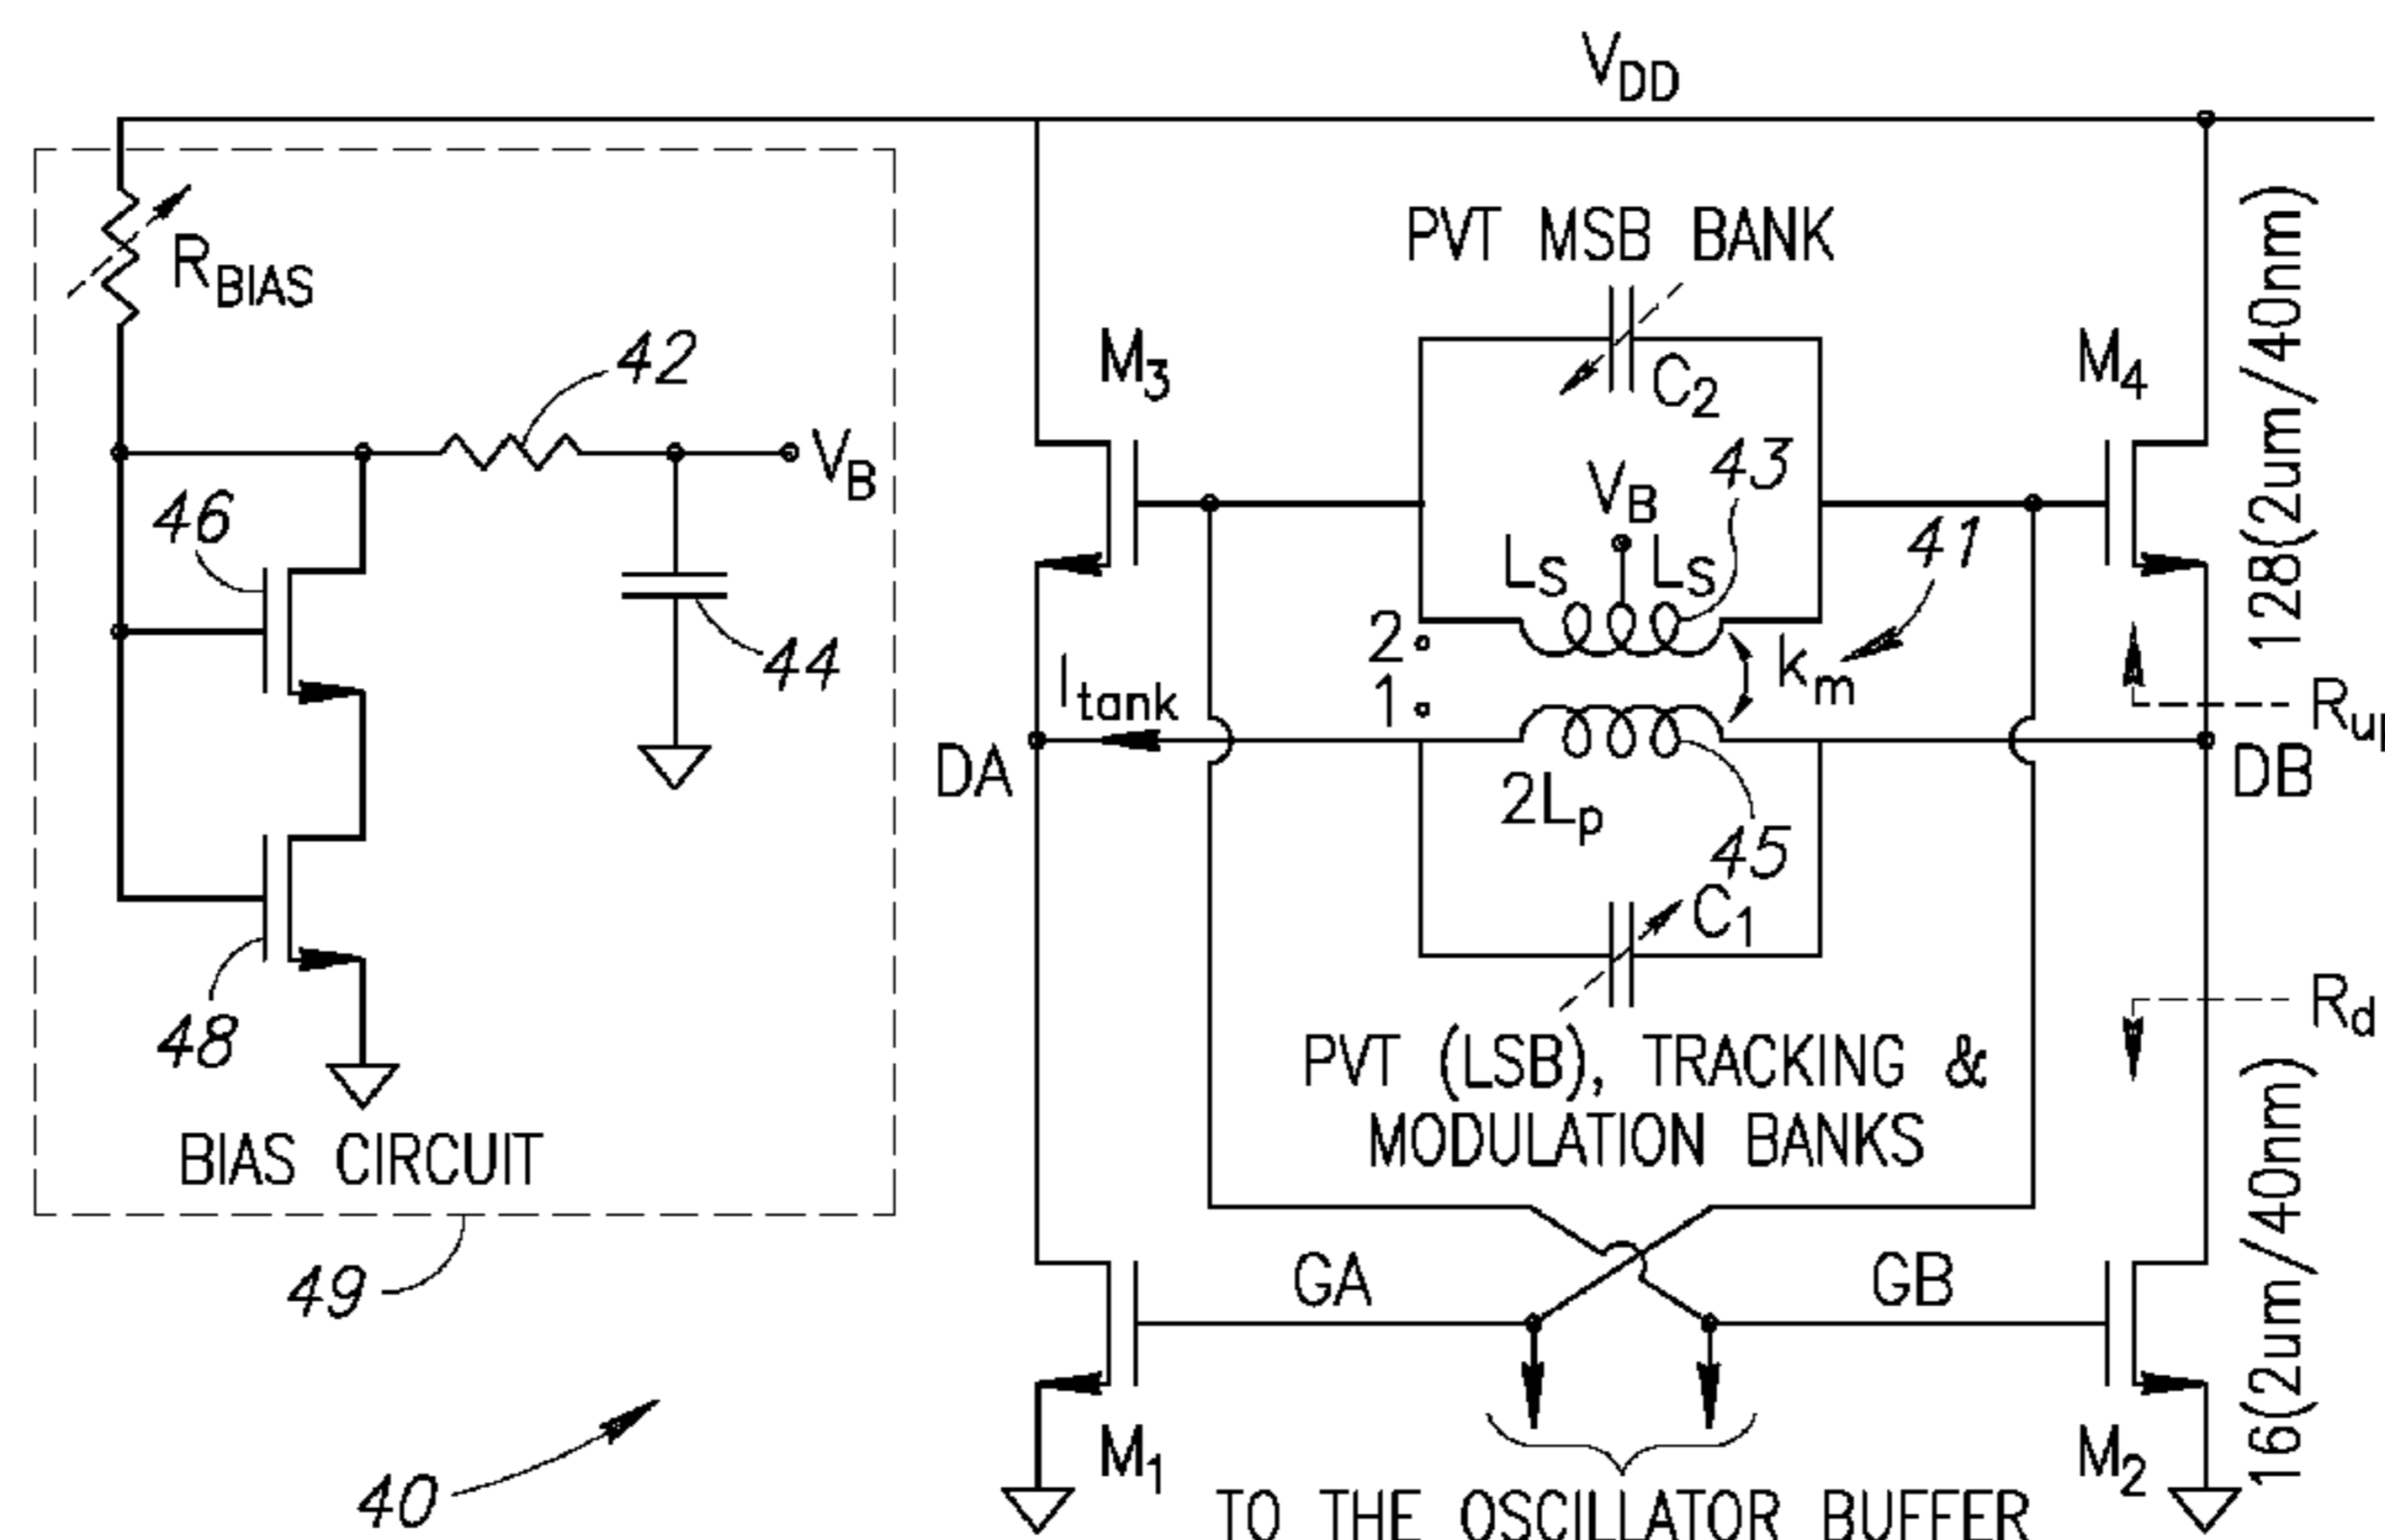 V_DD
R_BIAS
42
V_B
46
44
48
BIAS CIRCUIT
49
40
PVT MSB BANK
C_2
M_3
M_4
128(2um/40nm)
43
V_B
L_S L_S
41
2
k_m
1
I_tank
DA
2L_p
45
DB
C_1
R_d
PVT (LSB), TRACKING &
MODULATION BANKS
16(2um/40nm)
GA
GB
M_1
M_2
TO THE OSCILLATOR BUFFER